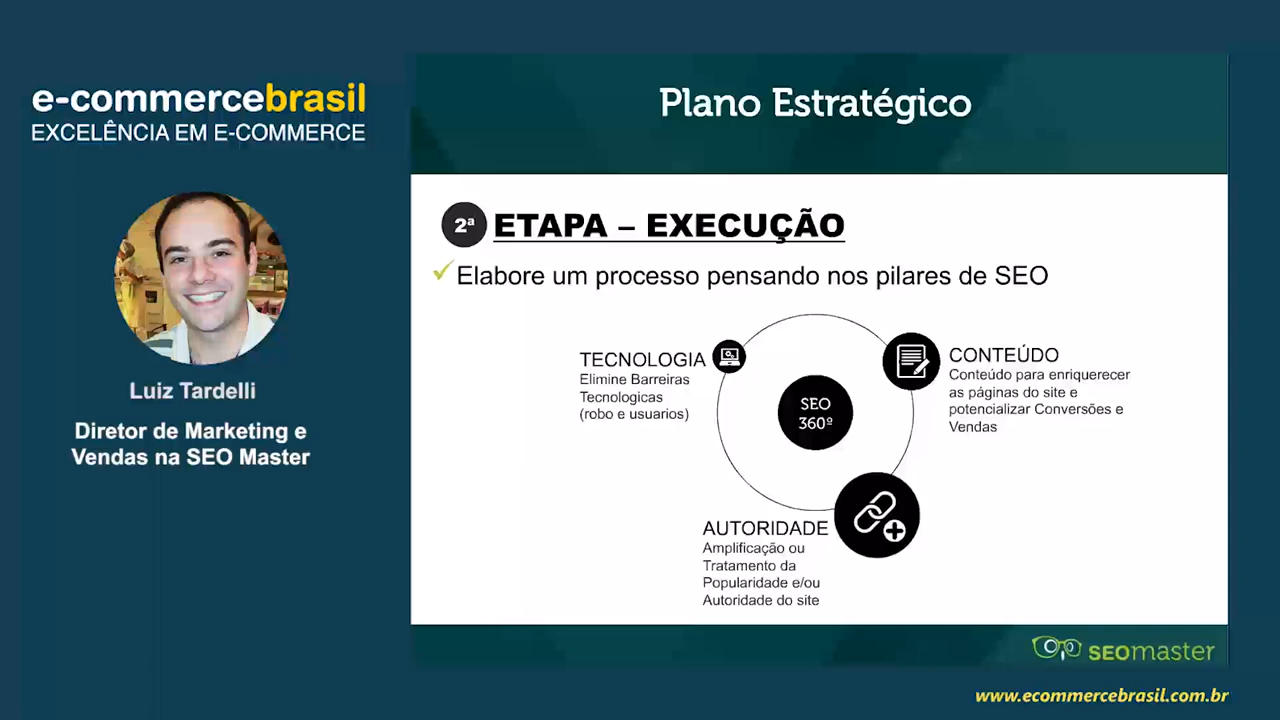 e-commercebrasil
EXCELÊNCIA EM E-COMMERCE
Luiz Tardelli
Diretor de Marketing e
Vendas na SEO Master
Plano Estratégico
2ª ETAPA – EXECUÇÃO
Elabore um processo pensando nos pilares de SEO
TECNOLOGIA
Elimine Barreiras
Tecnologicas
(robo e usuarios)
SEO
360º
CONTEÚDO
Conteúdo para enriquerecer
as páginas do site e
potencializar Conversões e
Vendas
AUTORIDADE
Amplificação ou
Tratamento da
Popularidade e/ou
Autoridade do site
SEOmaster
www.ecommercebrasil.com.br